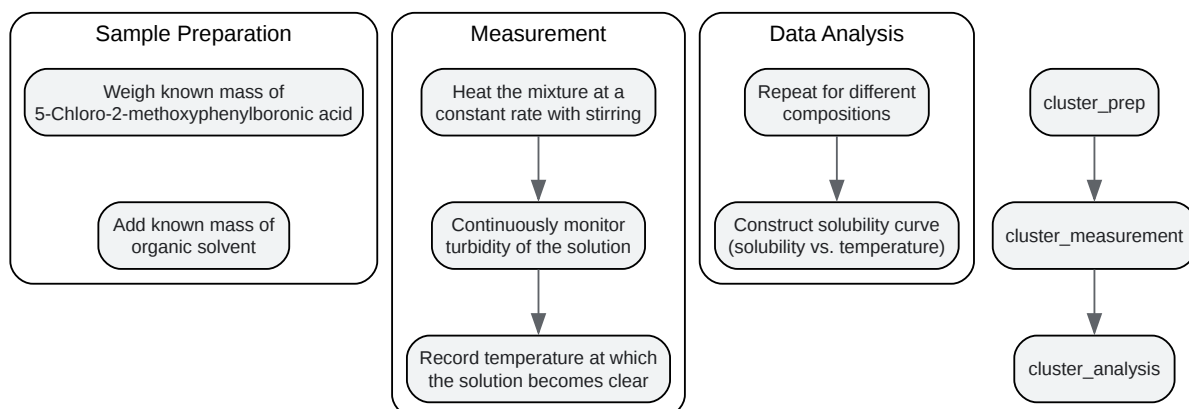 Sample Preparation
Weigh known mass of
5-Chloro-2-methoxyphenylboronic acid
Add known mass of
organic solvent
Measurement
Heat the mixture at a
constant rate with stirring
Continuously monitor
turbidity of the solution
Record temperature at which
the solution becomes clear
Data Analysis
Repeat for different
compositions
Construct solubility curve
(solubility vs. temperature)
cluster_prep
cluster_measurement
cluster_analysis